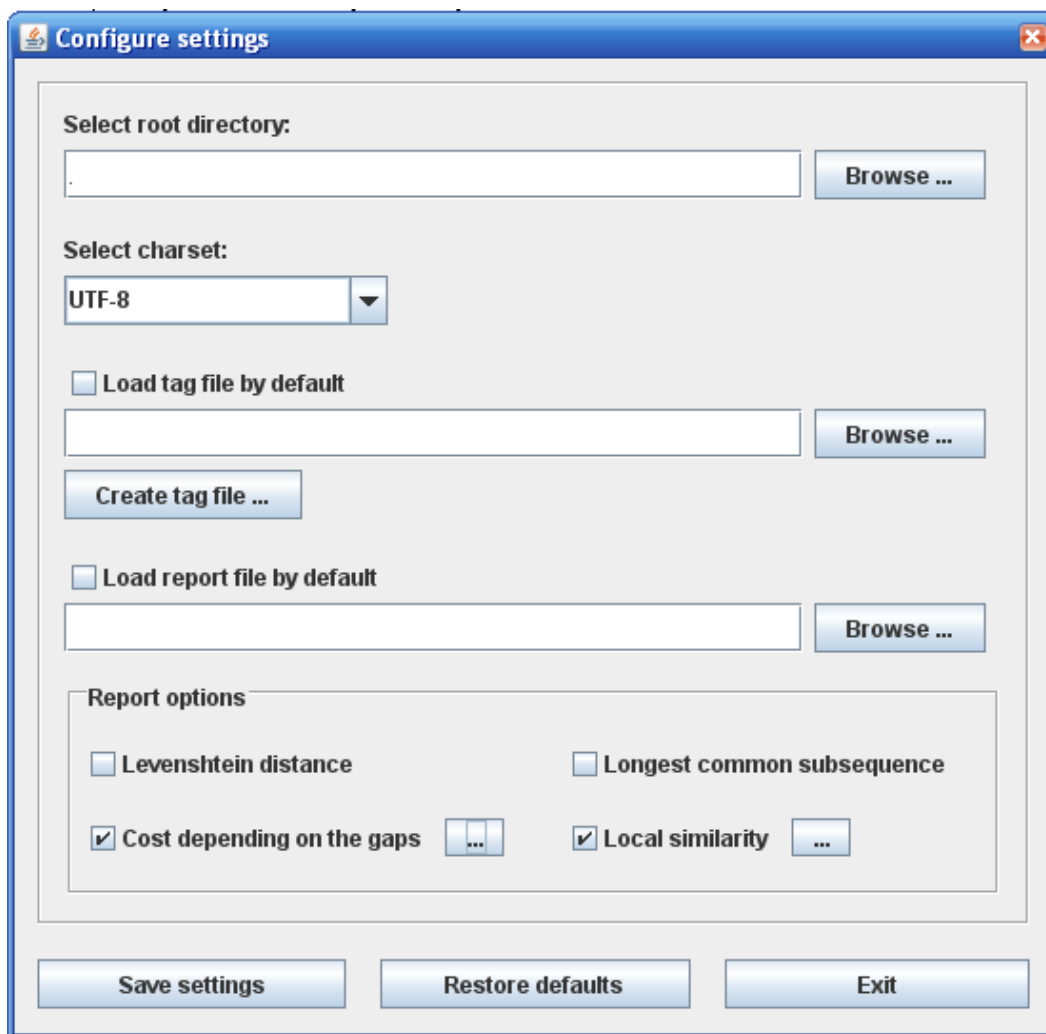 Configure settings
Select root directory:
. Browse ...
Select charset:
UTF-8
Load tag file by default
Browse ...
Create tag file ...
Load report file by default
Browse ...
Report options
Levenshtein distance Longest common subsequence
Cost depending on the gaps ... Local similarity ...
Save settings Restore defaults Exit